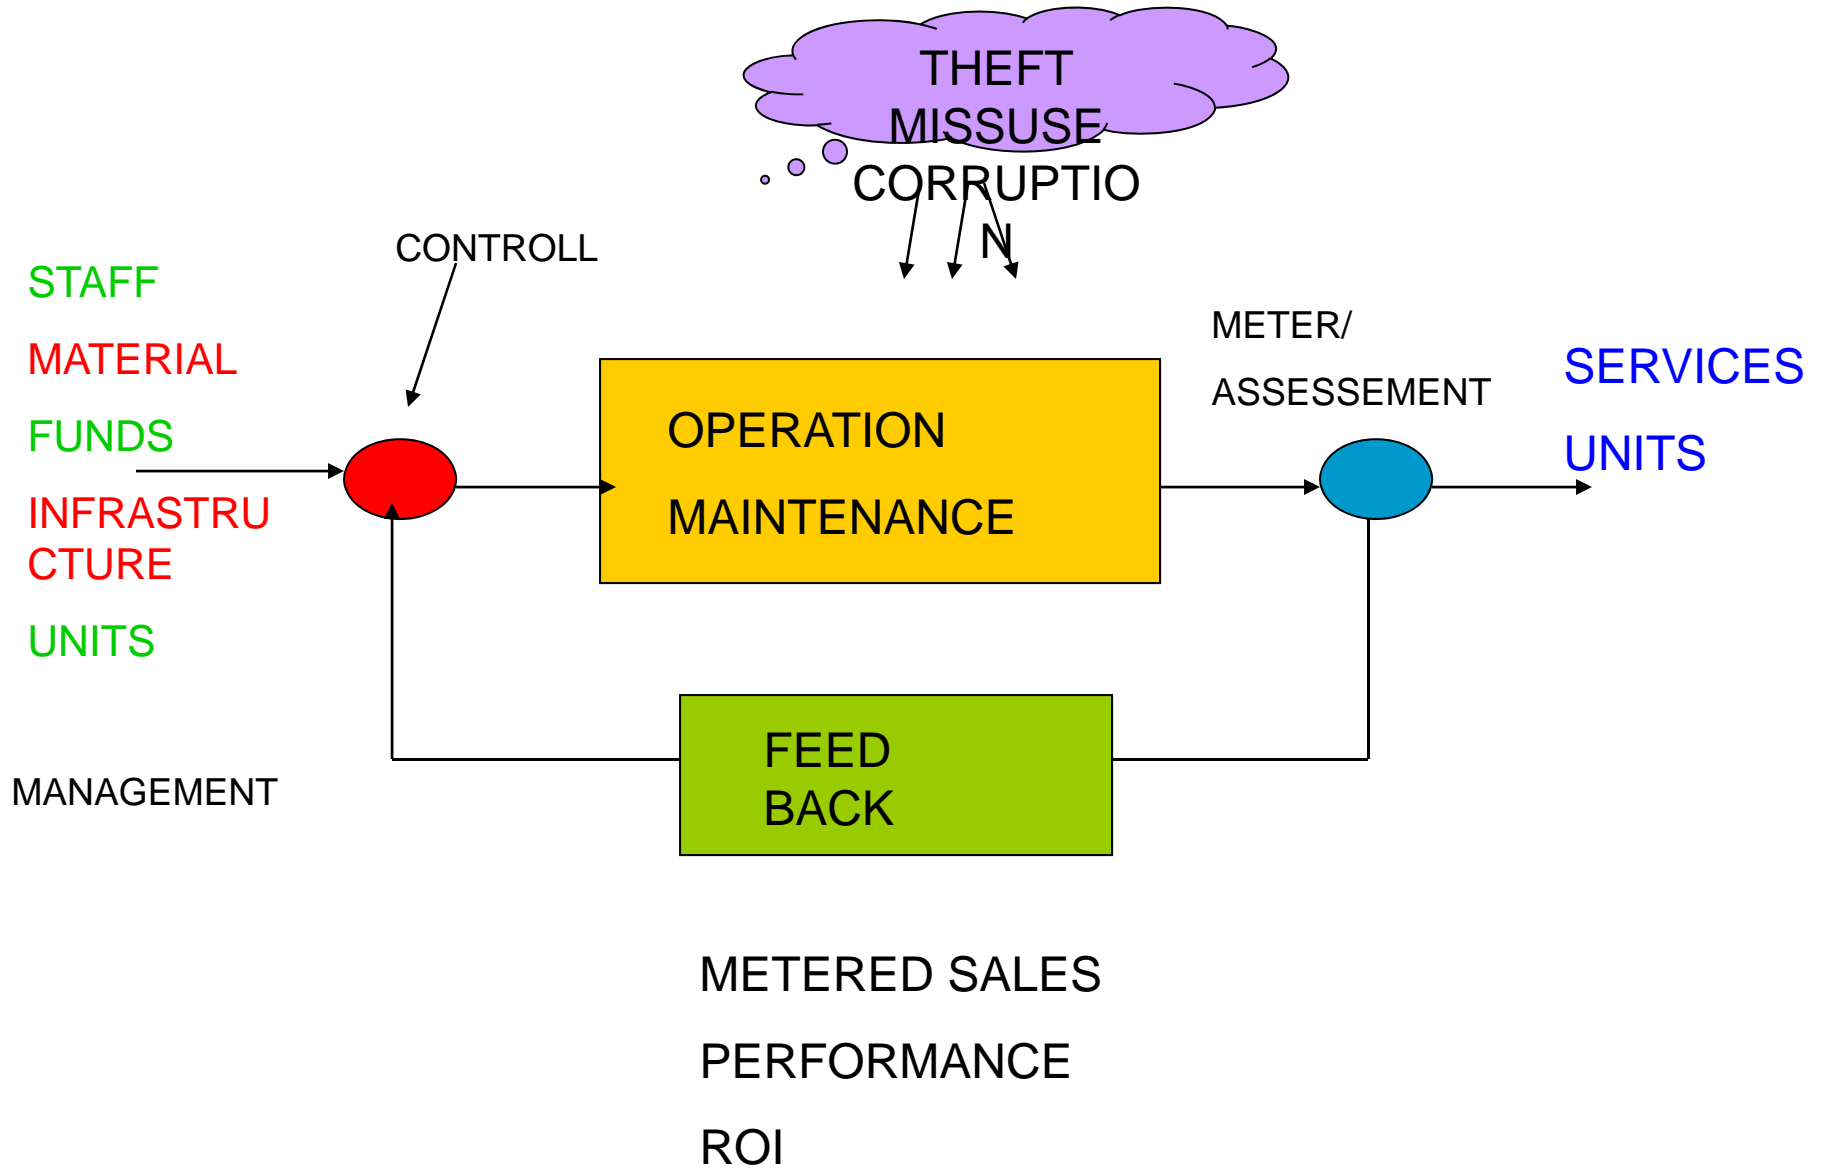 THEFT
MISSUSE
CORRUPTIO
N
CONTROLL
STAFF
MATERIAL
FUNDS
INFRASTRU
CTURE
UNITS
MANAGEMENT
OPERATION
MAINTENANCE
METER/
ASSESSEMENT
SERVICES
UNITS
FEED
BACK
METERED SALES
PERFORMANCE
ROI